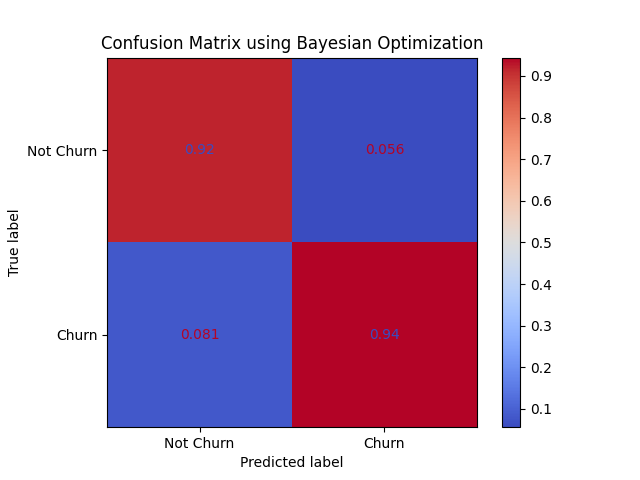 Confusion Matrix using Bayesian Optimization
0.9
0.8
0.7
0.6
0.5
0.4
0.3
0.2
0.1
True label
Not Churn
0.92
0.056
Churn
0.081
0.94
Not Churn
Churn
Predicted label